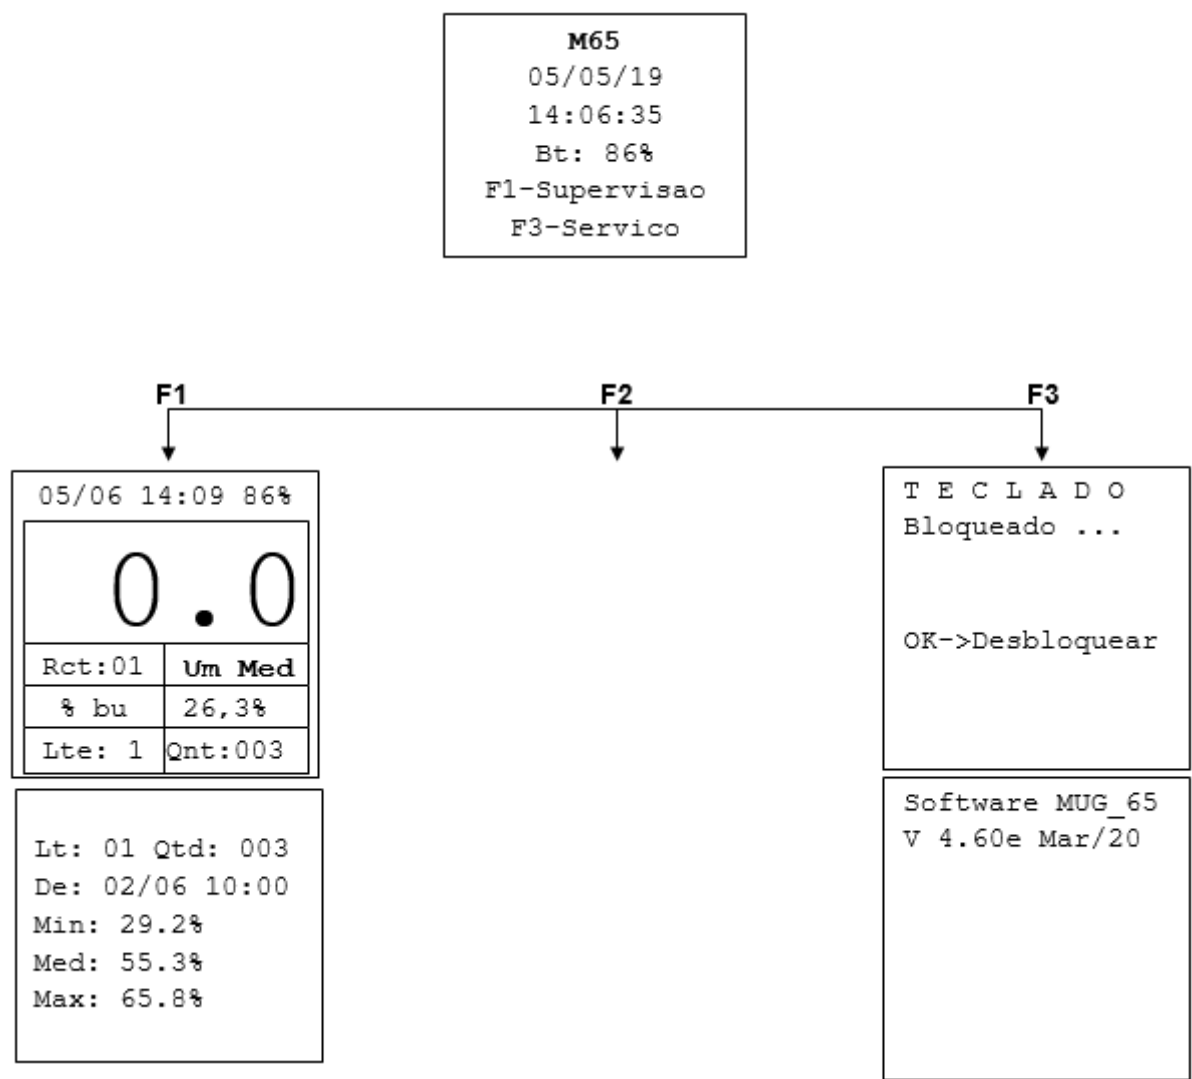 M65
05/05/19
14:06:35
Bt: 86%
F1-Supervisao
F3-Servico
F1
F2
F3
05/06 14:09 86%
0.0
Rct:01 Um Med
% bu 26,3%
Lte: 1 Qnt:003
Lt: 01 Qtd: 003
De: 02/06 10:00
Min: 29.2%
Med: 55.3%
Max: 65.8%
T E C L A D O
Bloqueado ...
OK->Desbloquear
Software MUG_65
V 4.60e Mar/20